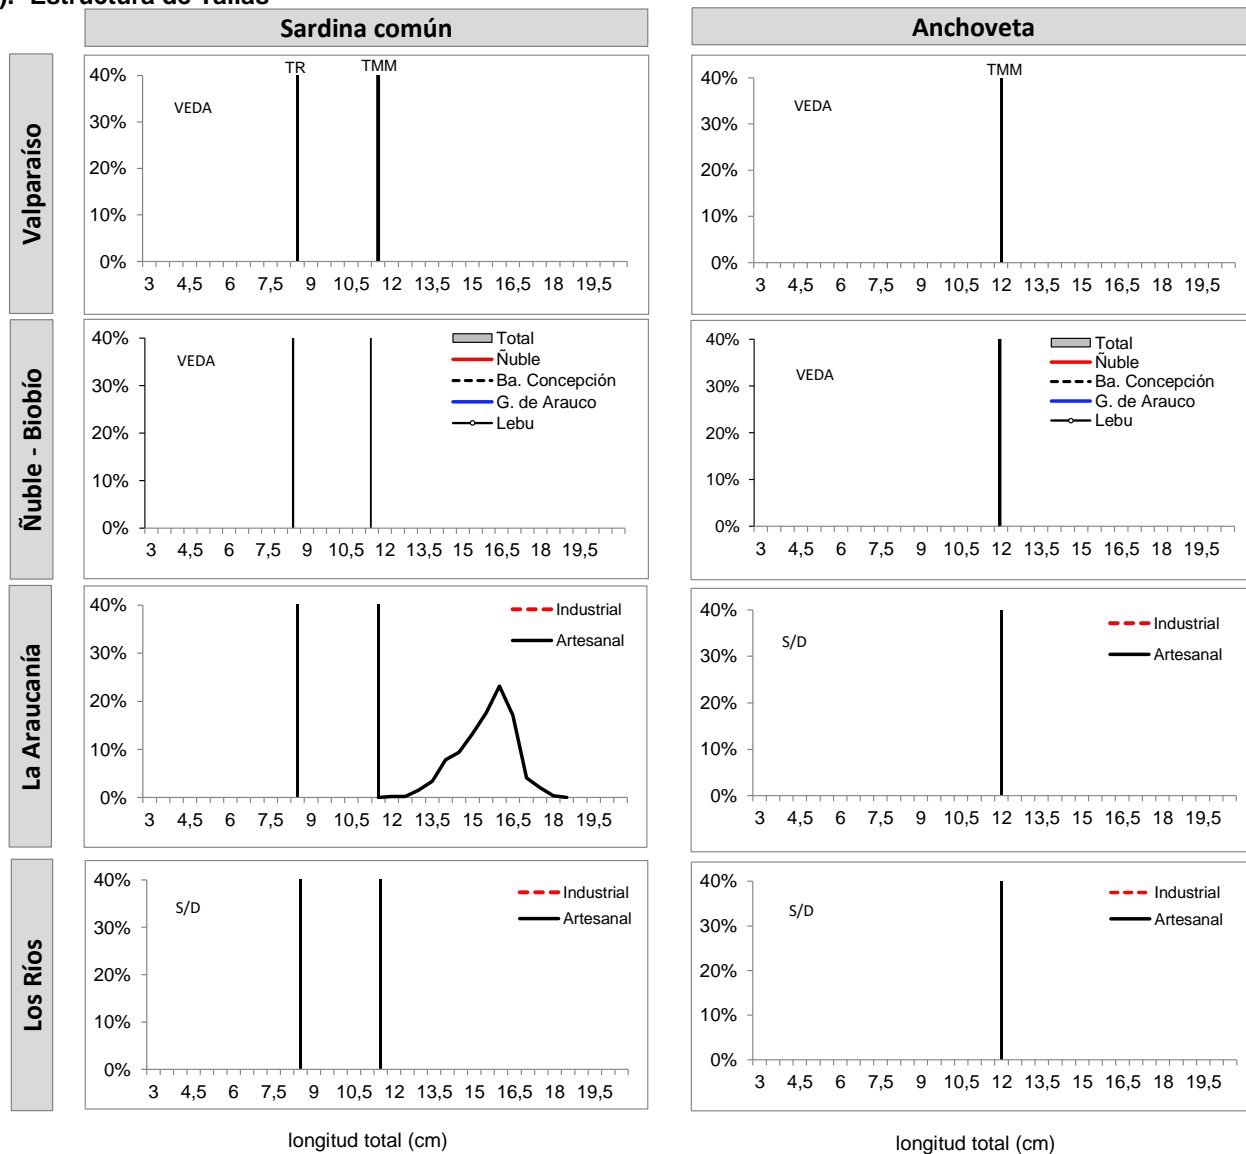 ). Estructura de Tallas
Sardina común
Anchoveta
Valparaíso
TR TMM
VEDA
40%
30%
20%
10%
0%
3 4,5 6 7,5 9 10,5 12 13,5 15 16,5 18 19,5
TMM
VEDA
40%
30%
20%
10%
0%
3 4,5 6 7,5 9 10,5 12 13,5 15 16,5 18 19,5
Ñuble - Biobío
VEDA
Total
Ñuble
Ba. Concepción
G. de Arauco
Lebu
40%
30%
20%
10%
0%
3 4,5 6 7,5 9 10,5 12 13,5 15 16,5 18 19,5
VEDA
Total
Ñuble
Ba. Concepción
G. de Arauco
Lebu
40%
30%
20%
10%
0%
3 4,5 6 7,5 9 10,5 12 13,5 15 16,5 18 19,5
La Araucanía
Industrial
Artesanal
40%
30%
20%
10%
0%
3 4,5 6 7,5 9 10,5 12 13,5 15 16,5 18 19,5
S/D
Industrial
Artesanal
40%
30%
20%
10%
0%
3 4,5 6 7,5 9 10,5 12 13,5 15 16,5 18 19,5
Los Ríos
S/D
Industrial
Artesanal
40%
30%
20%
10%
0%
3 4,5 6 7,5 9 10,5 12 13,5 15 16,5 18 19,5
S/D
Industrial
Artesanal
40%
30%
20%
10%
0%
3 4,5 6 7,5 9 10,5 12 13,5 15 16,5 18 19,5
longitud total (cm)
longitud total (cm)